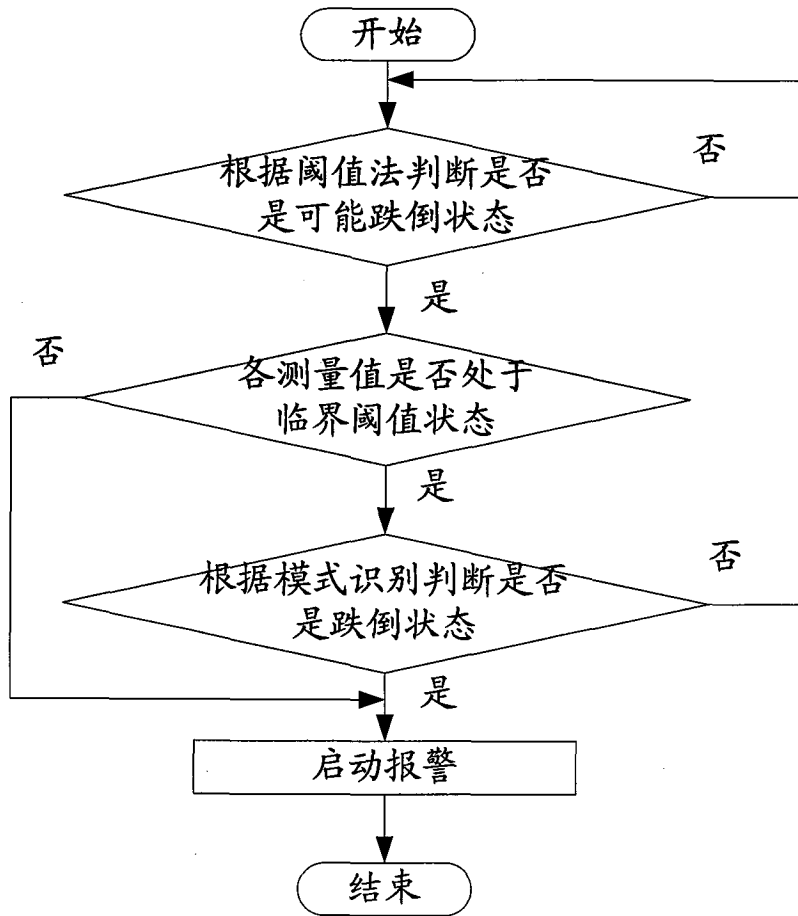 开始
否
根据阈值法判断是否
是可能跌倒状态
是
否
各测量值是否处于
临界阈值状态
是
否
根据模式识别判断是否
是跌倒状态
是
启动报警
结束